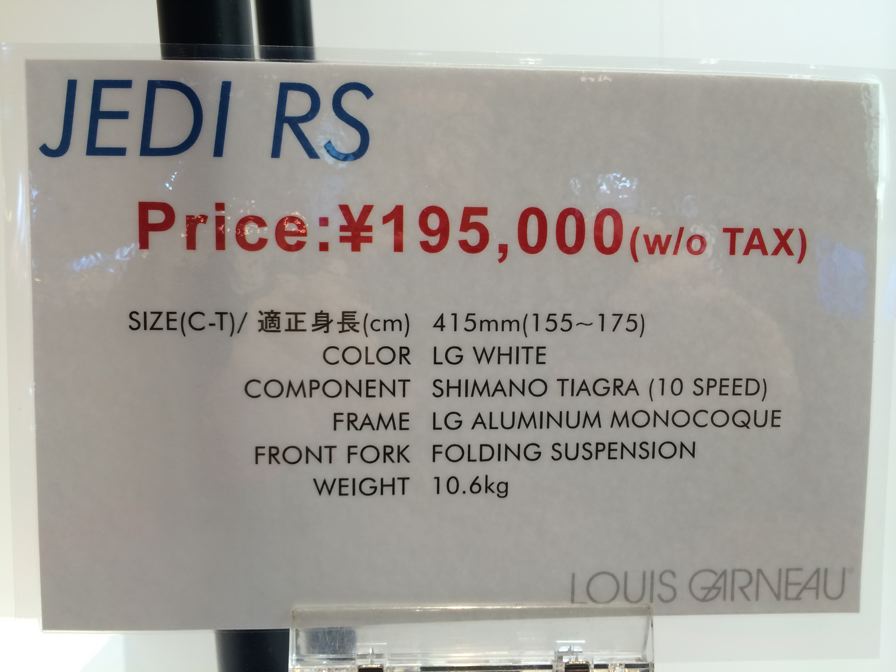 JEDI RS
Price:¥195,000(w/o TAX)
SIZE(C-T)/ 適正身長(cm) 415mm(155~175)
COLOR LG WHITE
COMPONENT SHIMANO TIAGRA (10 SPEED)
FRAME LG ALUMINUM MONOCOQUE
FRONT FORK FOLDING SUSPENSION
WEIGHT 10.6kg
LOUIS GARNEAU